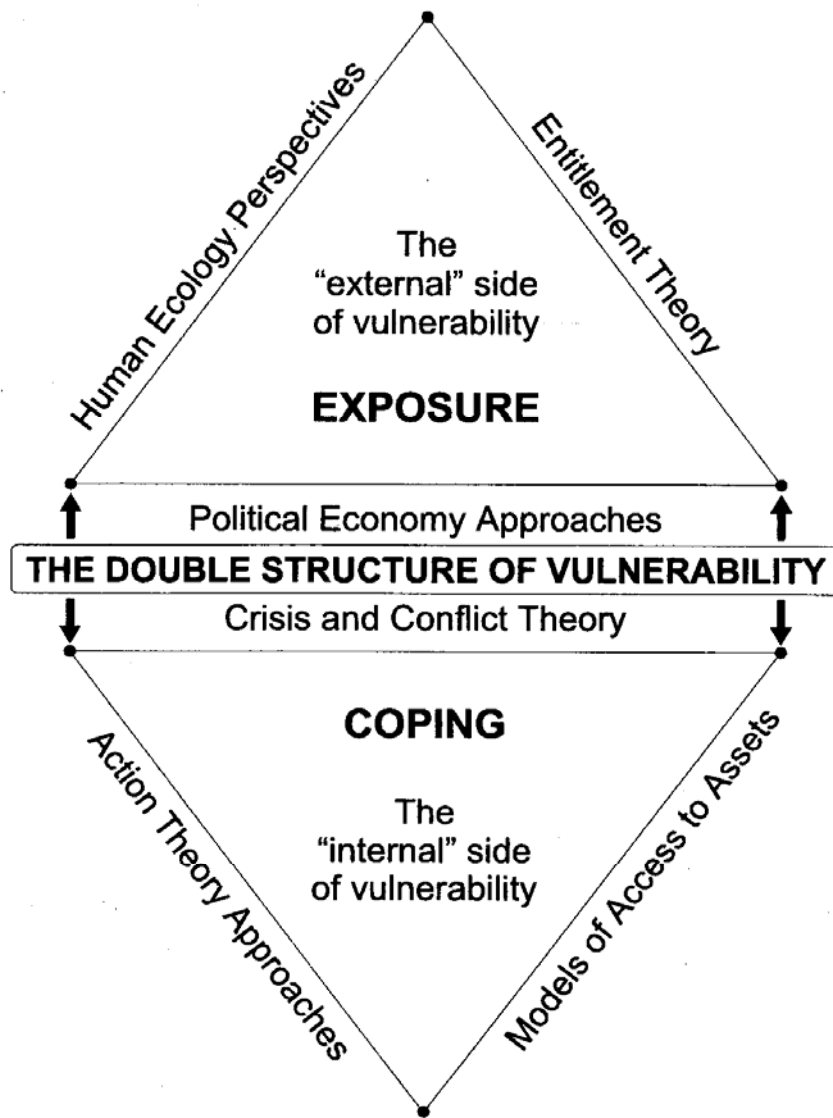 Human Ecology Perspectives
Entitlement Theory
The
“external” side
of vulnerability
EXPOSURE
Political Economy Approaches
THE DOUBLE STRUCTURE OF VULNERABILITY
Crisis and Conflict Theory
COPING
The
“internal” side
of vulnerability
Action Theory Approaches
Models of Access to Assets